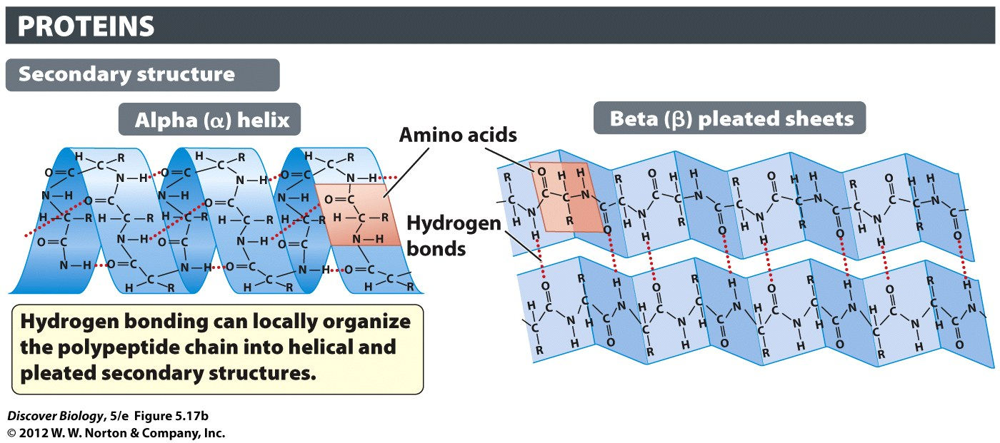 PROTEINS
Secondary structure
Alpha (α) helix
Beta (β) pleated sheets
Amino acids
Hydrogen
bonds
Hydrogen bonding can locally organize
the polypeptide chain into helical and
pleated secondary structures.
Discover Biology, 5/e Figure 5.17b
© 2012 W. W. Norton & Company, Inc.